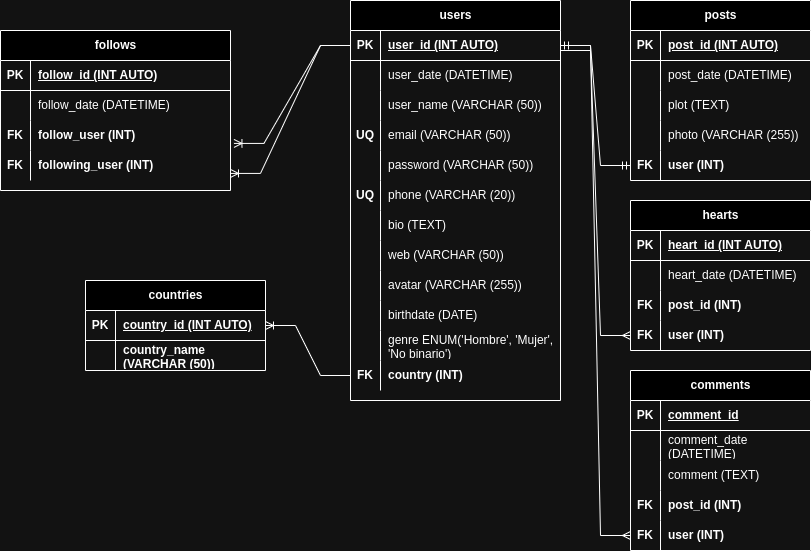 follows
PK follow_id (INT AUTO)
follow_date (DATETIME)
FK follow_user (INT)
FK following_user (INT)
countries
PK country_id (INT AUTO)
country_name
(VARCHAR (50))
users
PK user_id (INT AUTO)
user_date (DATETIME)
user_name (VARCHAR (50))
UQ email (VARCHAR (50))
password (VARCHAR (50))
UQ phone (VARCHAR (20))
bio (TEXT)
web (VARCHAR (50))
avatar (VARCHAR (255))
birthdate (DATE)
genre ENUM('Hombre', 'Mujer',
'No binario')
FK country (INT)
posts
PK post_id (INT AUTO)
post_date (DATETIME)
plot (TEXT)
photo (VARCHAR (255))
FK user (INT)
hearts
PK heart_id (INT AUTO)
heart_date (DATETIME)
FK post_id (INT)
FK user (INT)
comments
PK comment_id
comment_date
(DATETIME)
comment (TEXT)
FK post_id (INT)
FK user (INT)